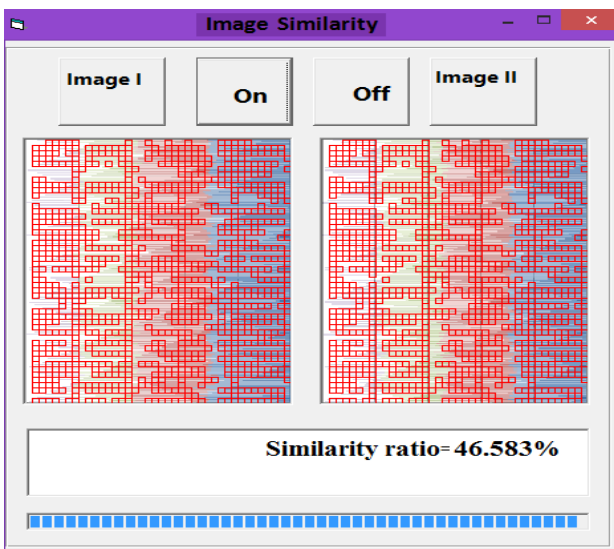 Image Similarity
Image I
On
Off
Image II
Similarity ratio=46.583%